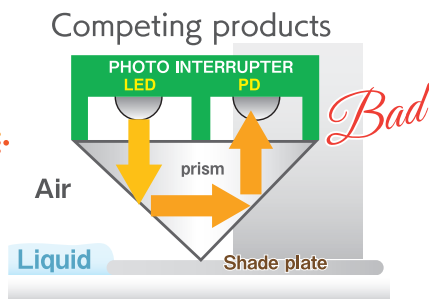 Competing products
PHOTO INTERRUPTER
LED PD
Bad
prism
Air
Liquid
Shade plate